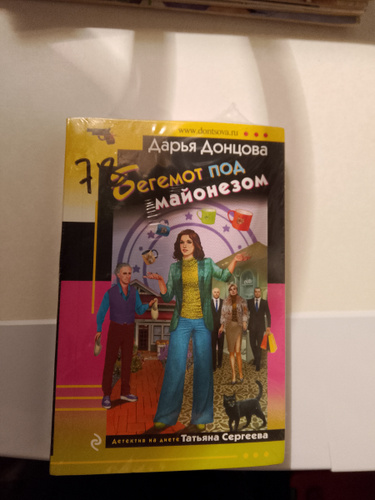 www.dontsova.ru
Дарья Донцова
Бегемот под
майонезом
Детектив на диете Татьяна Сергеева